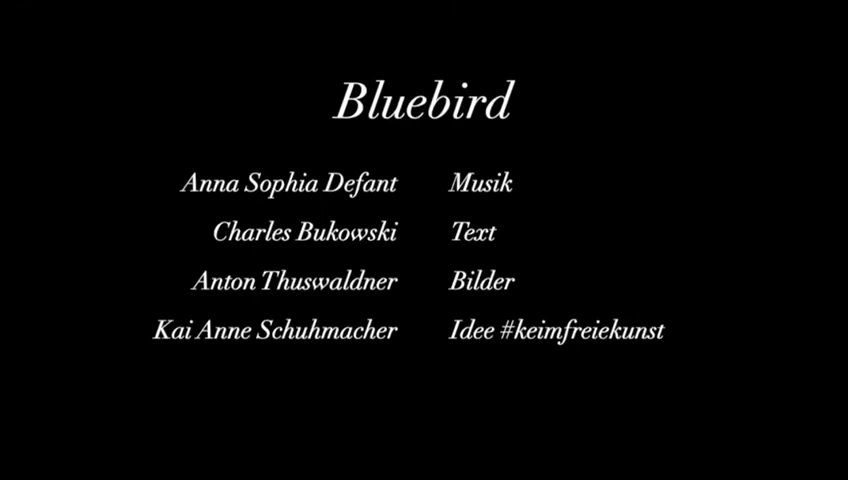 Bluebird
Anna Sophia Defant Musik
Charles Bukowski Text
Anton Thuswaldner Bilder
Kai Anne Schuhmacher Idee #keimfreiekunst